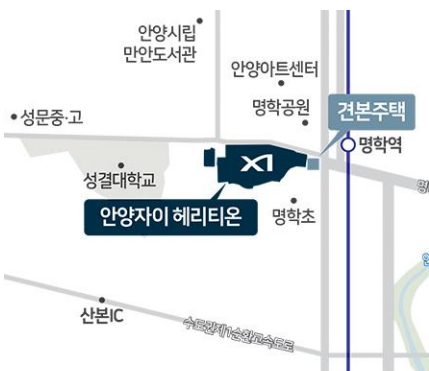 안양시립
만안도서관
안양아트센터
명학공원
견본주택
성문중·고
명학역
XI
성결대학교
안양자이 헤리티온
명학초
산본IC
수도권제1순환고속도로